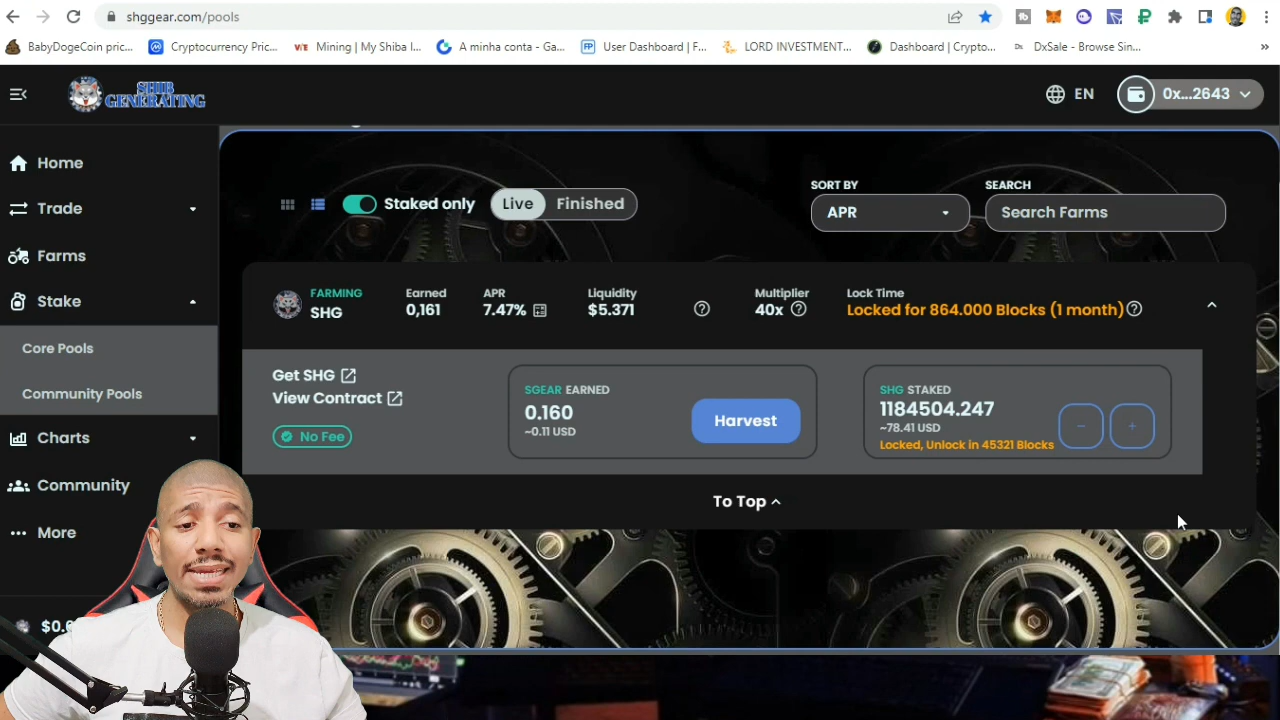 shggear.com/pools
BabyDogeCoin pric...
Cryptocurrency Pric...
Mining | My Shiba I...
A minha conta - Ga...
User Dashboard | F...
LORD INVESTMENT...
Dashboard | Crypto...
DxSale - Browse Sin...
SHIB
GENERATING
EN
0x...2643
Home
Trade
Farms
Stake
Core Pools
Community Pools
Charts
Community
More
Staked only
Live
Finished
SORT BY
APR
SEARCH
Search Farms
FARMING
SHG
Earned
0,161
APR
7.47%
Liquidity
$5.371
Multiplier
40x
Lock Time
Locked for 864.000 Blocks (1 month)
Get SHG
View Contract
No Fee
SGEAR EARNED
0.160
~0.11 USD
Harvest
SHG STAKED
1184504.247
~78.41 USD
Locked, Unlock in 45321 Blocks
To Top